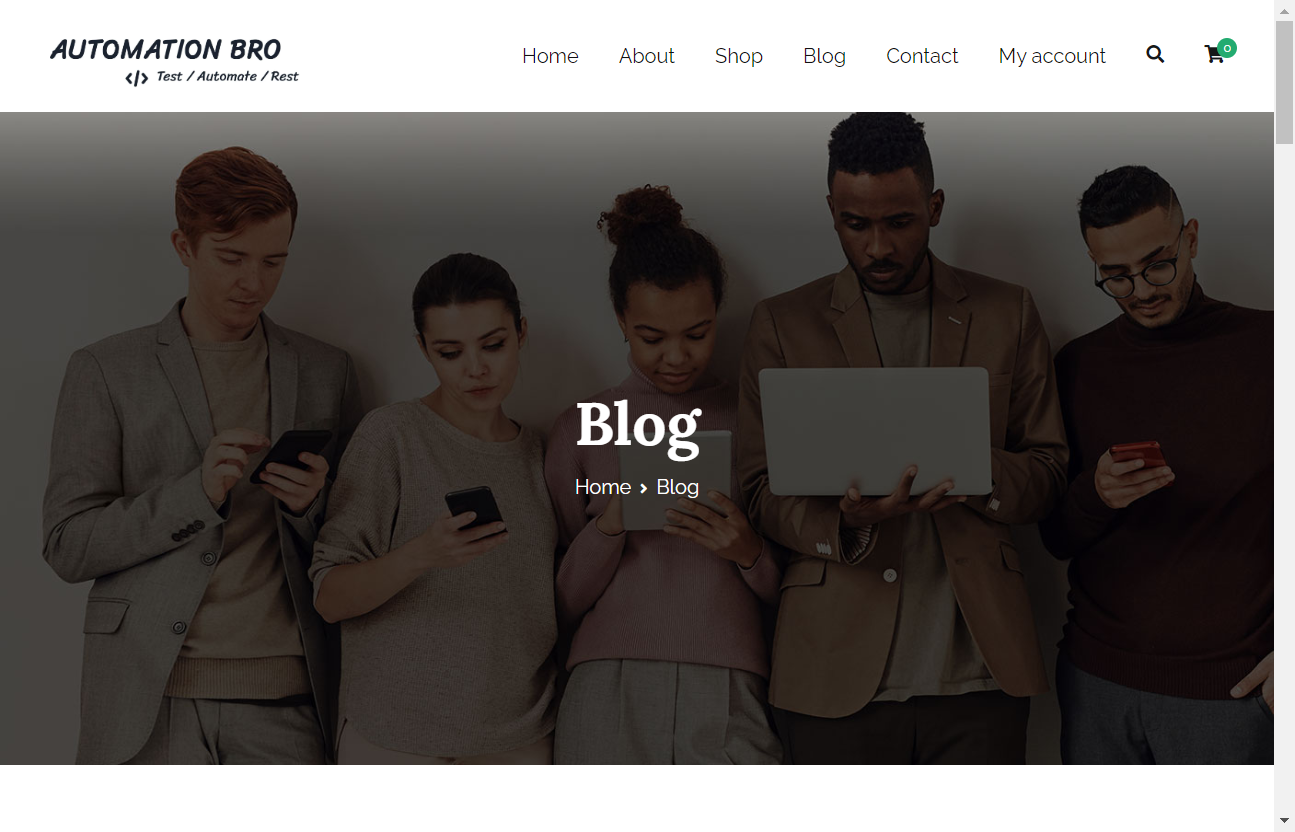 AUTOMATION BRO
</> Test / Automate / Rest
Home About Shop Blog Contact My account 0
Blog
Home > Blog